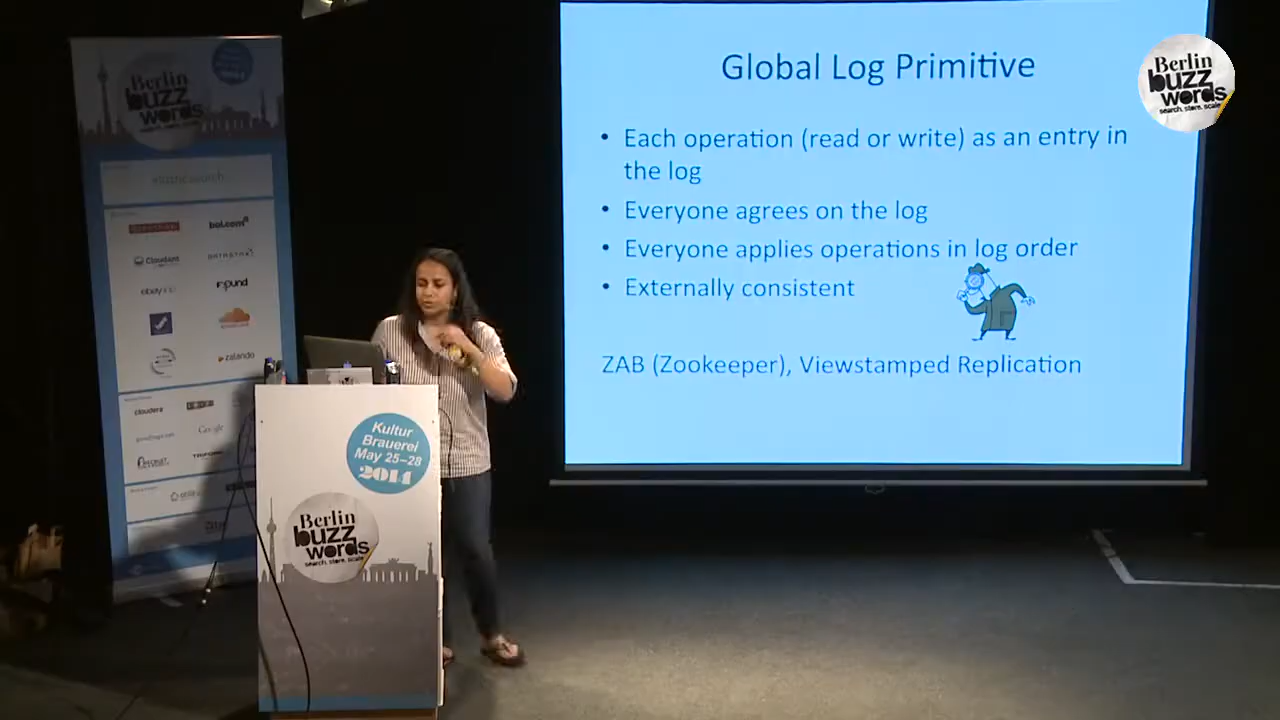 Global Log Primitive
• Each operation (read or write) as an entry in
the log
• Everyone agrees on the log
• Everyone applies operations in log order
• Externally consistent
ZAB (Zookeeper), Viewstamped Replication
Berlin
buzz
words
search. store. scale.
Berlin
buzz
words
elasticsearch
bol.com
Cloudant
found
zalando
cloudera
Google
Kultur
Brauerei
May 25–28
2014
Berlin
buzz
words
search. store. scale.